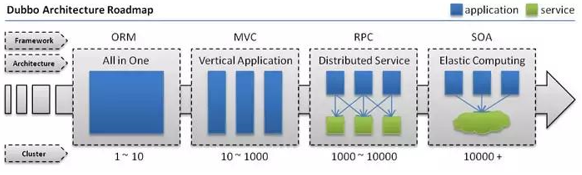 Dubbo Architecture Roadmap
application
service
Framework
ORM
MVC
RPC
SOA
Architecture
All in One
Vertical Application
Distributed Service
Elastic Computing
Cluster
1 ~ 10
10 ~ 1000
1000 ~ 10000
10000 +